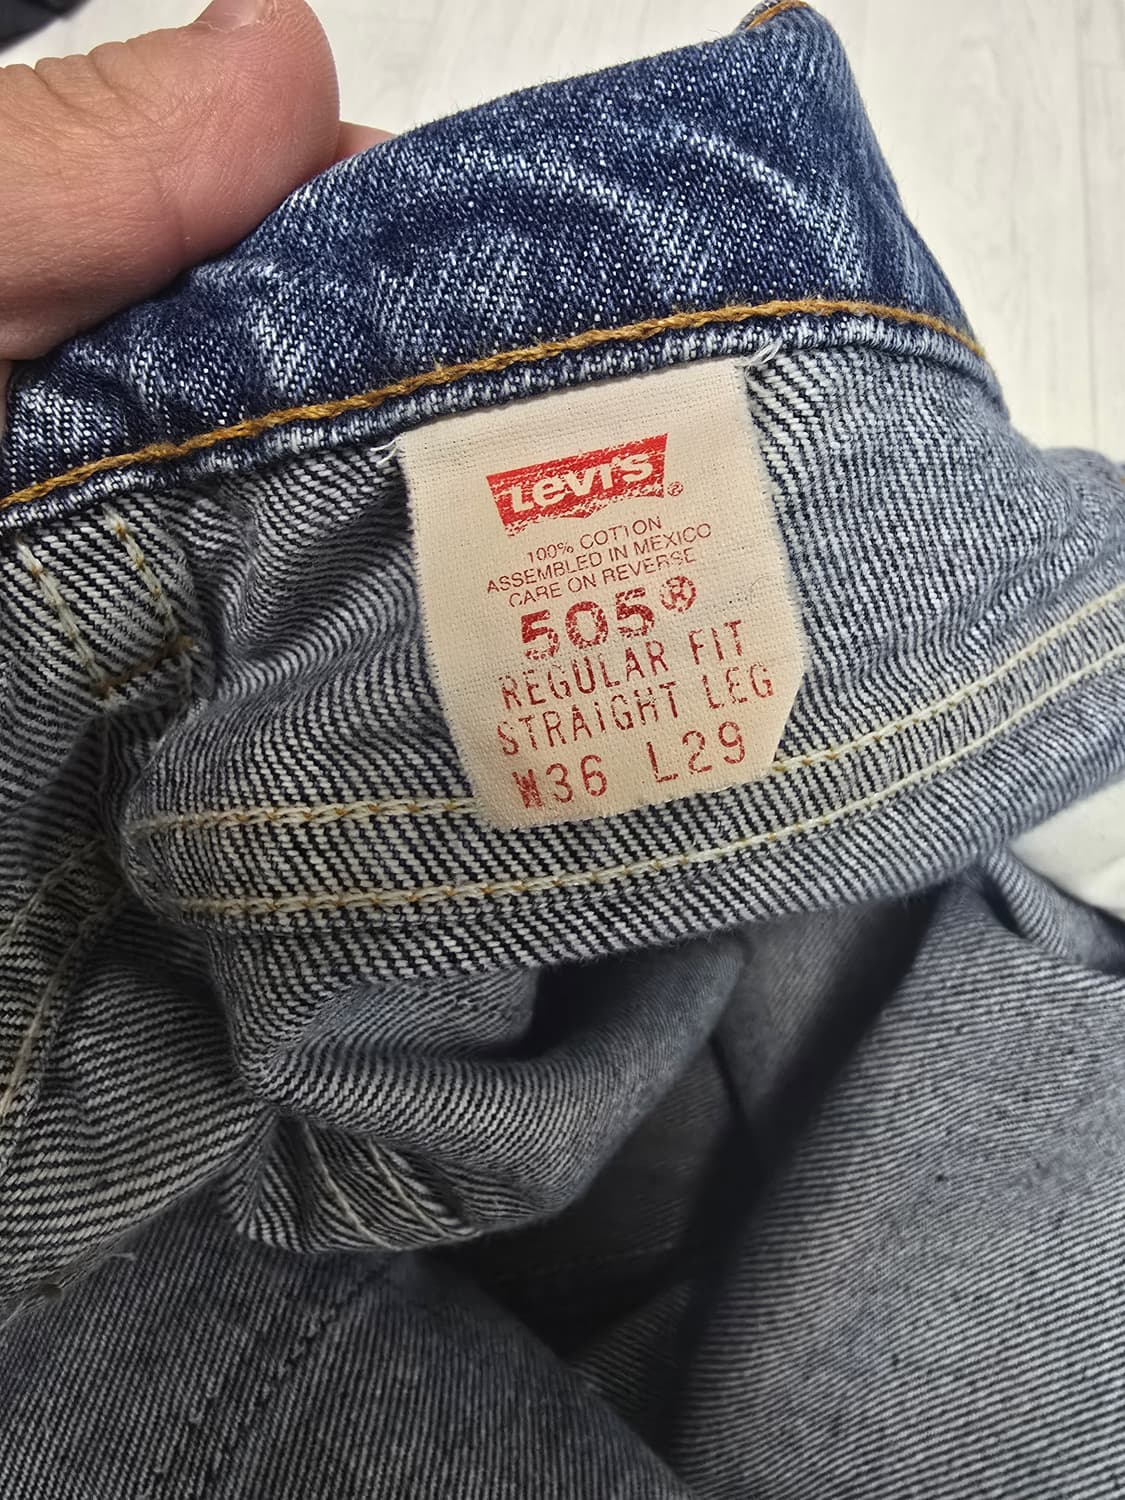 LEVI'S®
100% COTTON
ASSEMBLED IN MEXICO
CARE ON REVERSE
505®
REGULAR FIT
STRAIGHT LEG
W36 L29